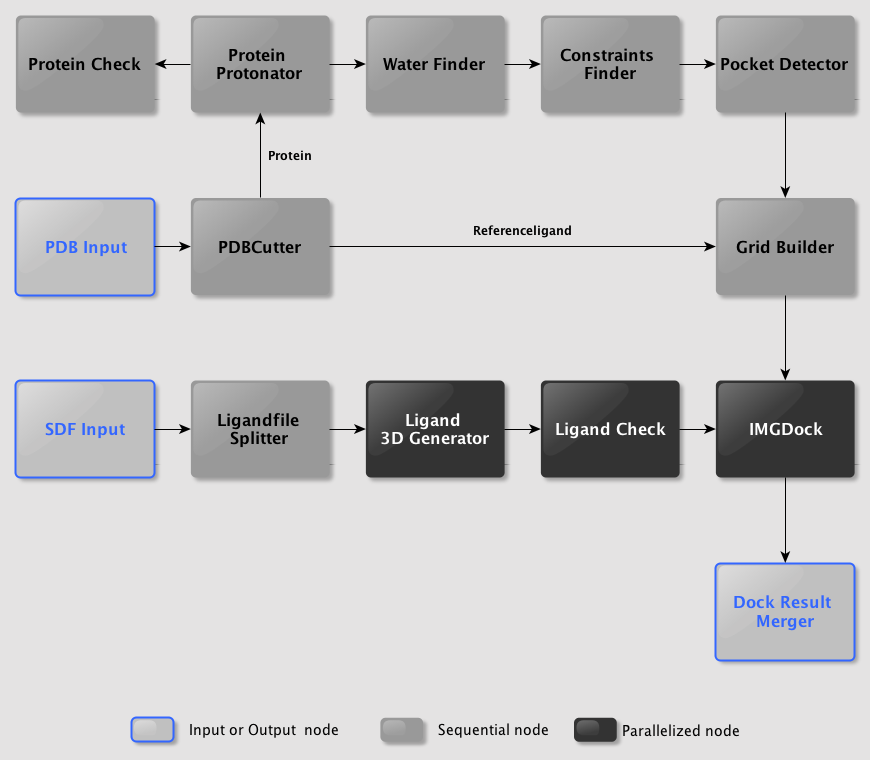 Protein Check
Protein
Protonator
Water Finder
Constraints
Finder
Pocket Detector
Protein
PDB Input
PDBCutter
Referenceligand
Grid Builder
SDF Input
Ligandfile
Splitter
Ligand
3D Generator
Ligand Check
IMGDock
Dock Result
Merger
Input or Output node
Sequential node
Parallelized node